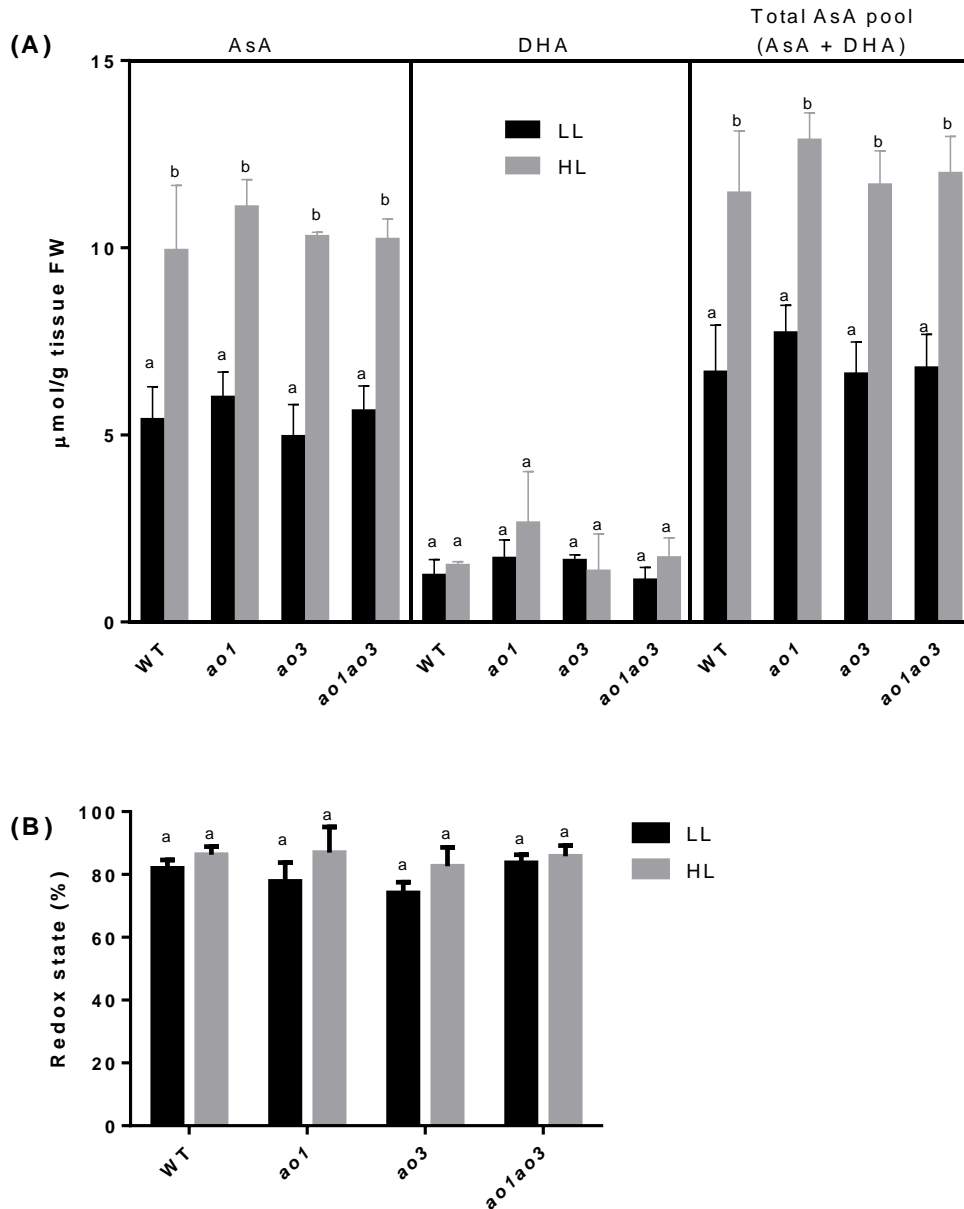 (A)
AsA
DHA
Total AsA pool
(AsA + DHA)
µmol/g tissue FW
15
10
5
0
LL
HL
a
b
a
b
a
b
a
b
a
a
a
a
a
a
a
a
a
b
a
b
a
b
a
b
WT
ao1
ao3
ao1ao3
WT
ao1
ao3
ao1ao3
WT
ao1
ao3
ao1ao3
(B)
Redox state (%)
100
80
60
40
20
0
a
a
a
a
a
a
a
a
LL
HL
WT
ao1
ao3
ao1ao3